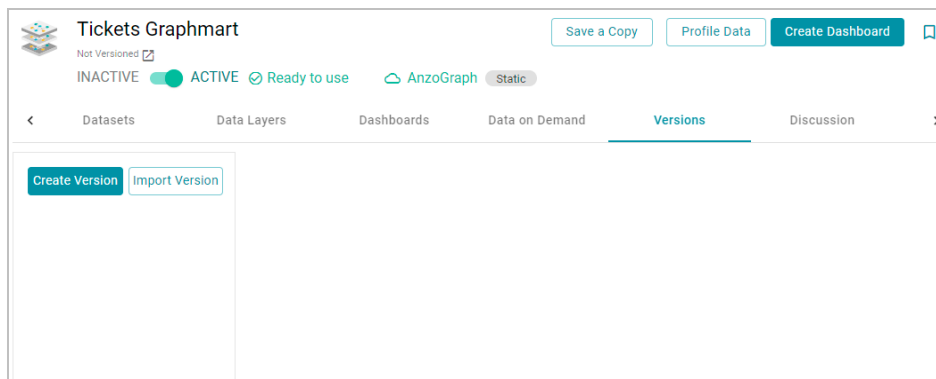 Tickets Graphmart
Save a Copy Profile Data Create Dashboard
Not Versioned
INACTIVE ACTIVE Ready to use AnzoGraph Static
Datasets Data Layers Dashboards Data on Demand Versions Discussion
Create Version Import Version